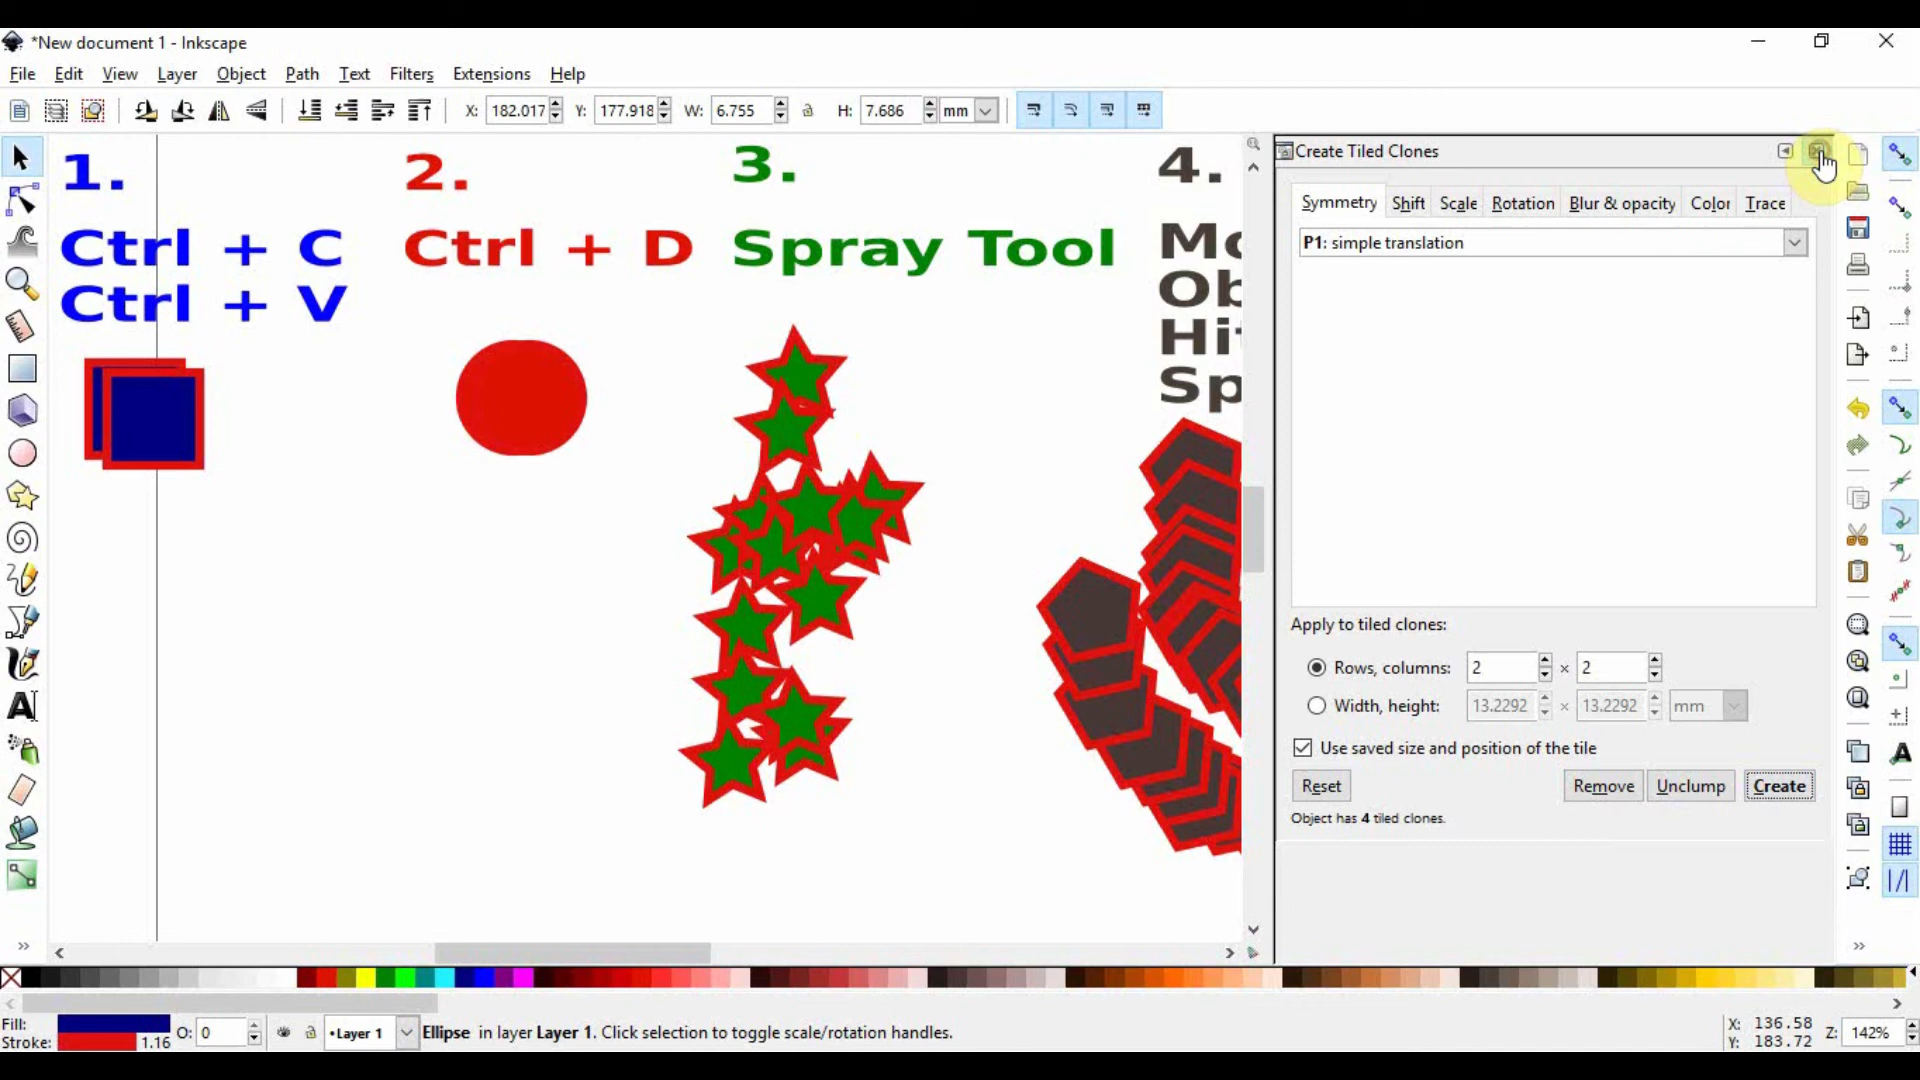 *New document 1 - Inkscape
File Edit View Layer Object Path Text Filters Extensions Help
X: 182.017 Y: 177.918 W: 6.755 H: 7.686 mm
Create Tiled Clones
Symmetry Shift Scale Rotation Blur & opacity Color Trace
P1: simple translation
1.
Ctrl + C
Ctrl + V
2.
Ctrl + D
3.
Spray Tool
4.
Apply to tiled clones:
Rows, columns: 2 × 2
Width, height: 13.2292 × 13.2292 mm
Use saved size and position of the tile
Reset Remove Unclump Create
Object has 4 tiled clones.
Fill:
Stroke: 1.16
O: 0
•Layer 1
Ellipse in layer Layer 1. Click selection to toggle scale/rotation handles.
X: 136.58
Y: 183.72
Z: 142%